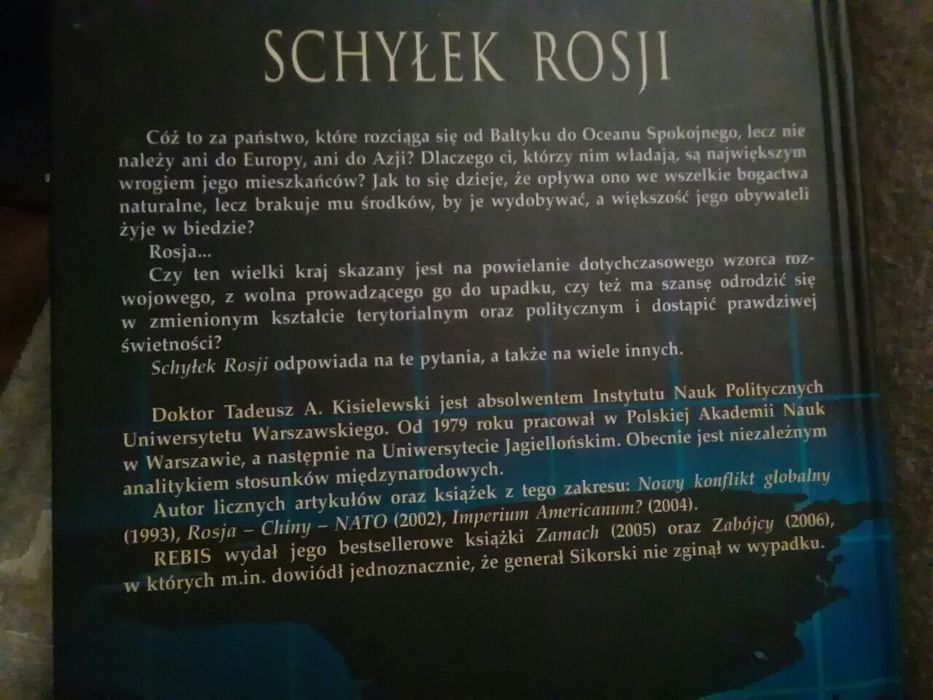 SCHYŁEK ROSJI
Cóż to za państwo, które rozciąga się od Bałtyku do Oceanu Spokojnego, lecz nie
należy ani do Europy, ani do Azji? Dlaczego ci, którzy nim władają, są największym
wrogiem jego mieszkańców? Jak to się dzieje, że opływa ono we wszelkie bogactwa
naturalne, lecz brakuje mu środków, by je wydobywać, a większość jego obywateli
żyje w biedzie?
Rosja...
Czy ten wielki kraj skazany jest na powielanie dotychczasowego wzorca roz-
wojowego, z wolna prowadzącego go do upadku, czy też ma szansę odrodzić się
w zmienionym kształcie terytorialnym oraz politycznym i dostąpić prawdziwej
świetności?
Schyłek Rosji odpowiada na te pytania, a także na wiele innych.
Doktor Tadeusz A. Kisielewski jest absolwentem Instytutu Nauk Politycznych
Uniwersytetu Warszawskiego. Od 1979 roku pracował w Polskiej Akademii Nauk
w Warszawie, a następnie na Uniwersytecie Jagiellońskim. Obecnie jest niezależnym
analitykiem stosunków międzynarodowych.
Autor licznych artykułów oraz książek z tego zakresu: Nowy konflikt globalny
(1993), Rosja – Chiny – NATO (2002), Imperium Americanum? (2004).
REBIS wydał jego bestsellerowe książki Zamach (2005) oraz Zabójcy (2006),
w których m.in. dowiódł jednoznacznie, że generał Sikorski nie zginął w wypadku.